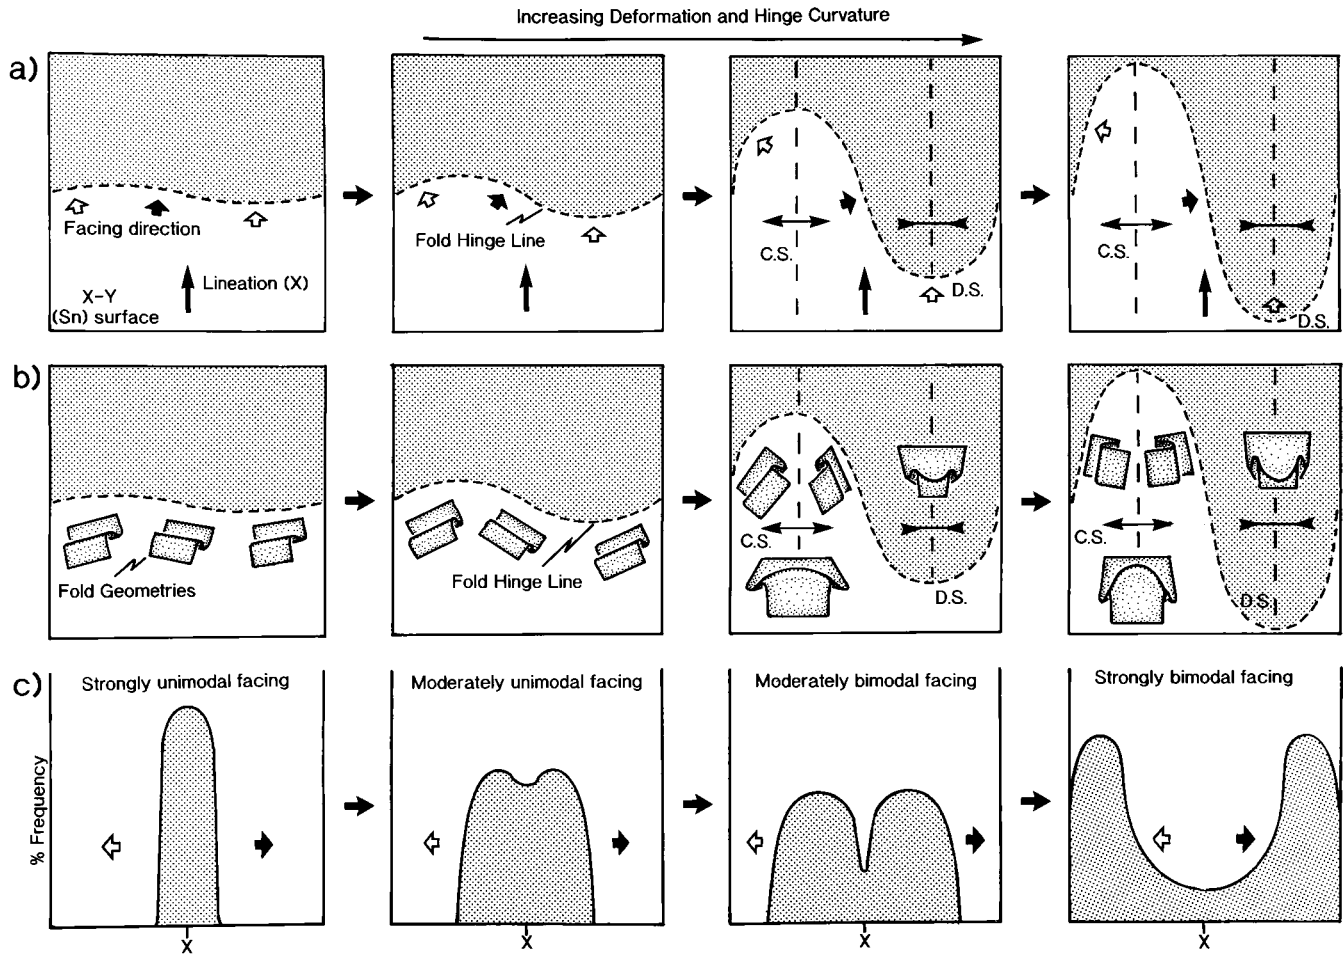 Increasing Deformation and Hinge Curvature
a)
Facing direction
Lineation (X)
X-Y
(Sn) surface
Fold Hinge Line
C.S.
D.S.
C.S.
D.S.
b)
Fold Geometries
Fold Hinge Line
C.S.
D.S.
C.S.
D.S.
c)
% Frequency
Strongly unimodal facing
X
Moderately unimodal facing
X
Moderately bimodal facing
X
Strongly bimodal facing
X